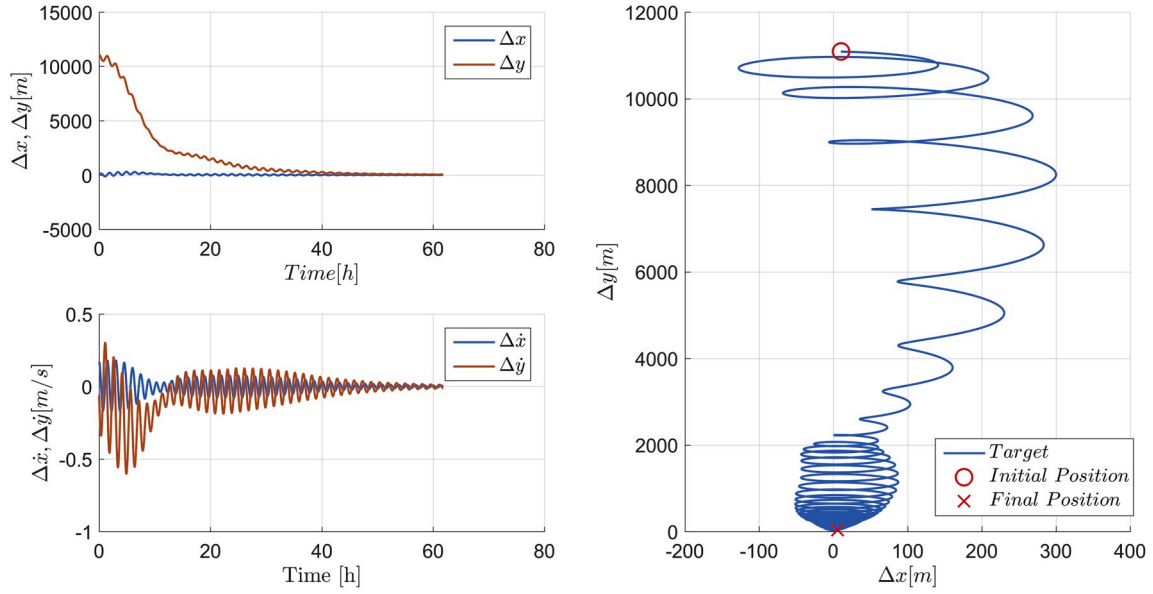 15000
10000
5000
0
-5000
Δx, Δy[m]
0 20 40 60 80
Time[h]
Δx
Δy
0.5
0
-0.5
-1
Δẋ, Δẏ[m/s]
0 20 40 60 80
Time [h]
Δẋ
Δẏ
12000
10000
8000
6000
4000
2000
0
Δy[m]
-200 -100 0 100 200 300 400
Δx[m]
Target
Initial Position
Final Position